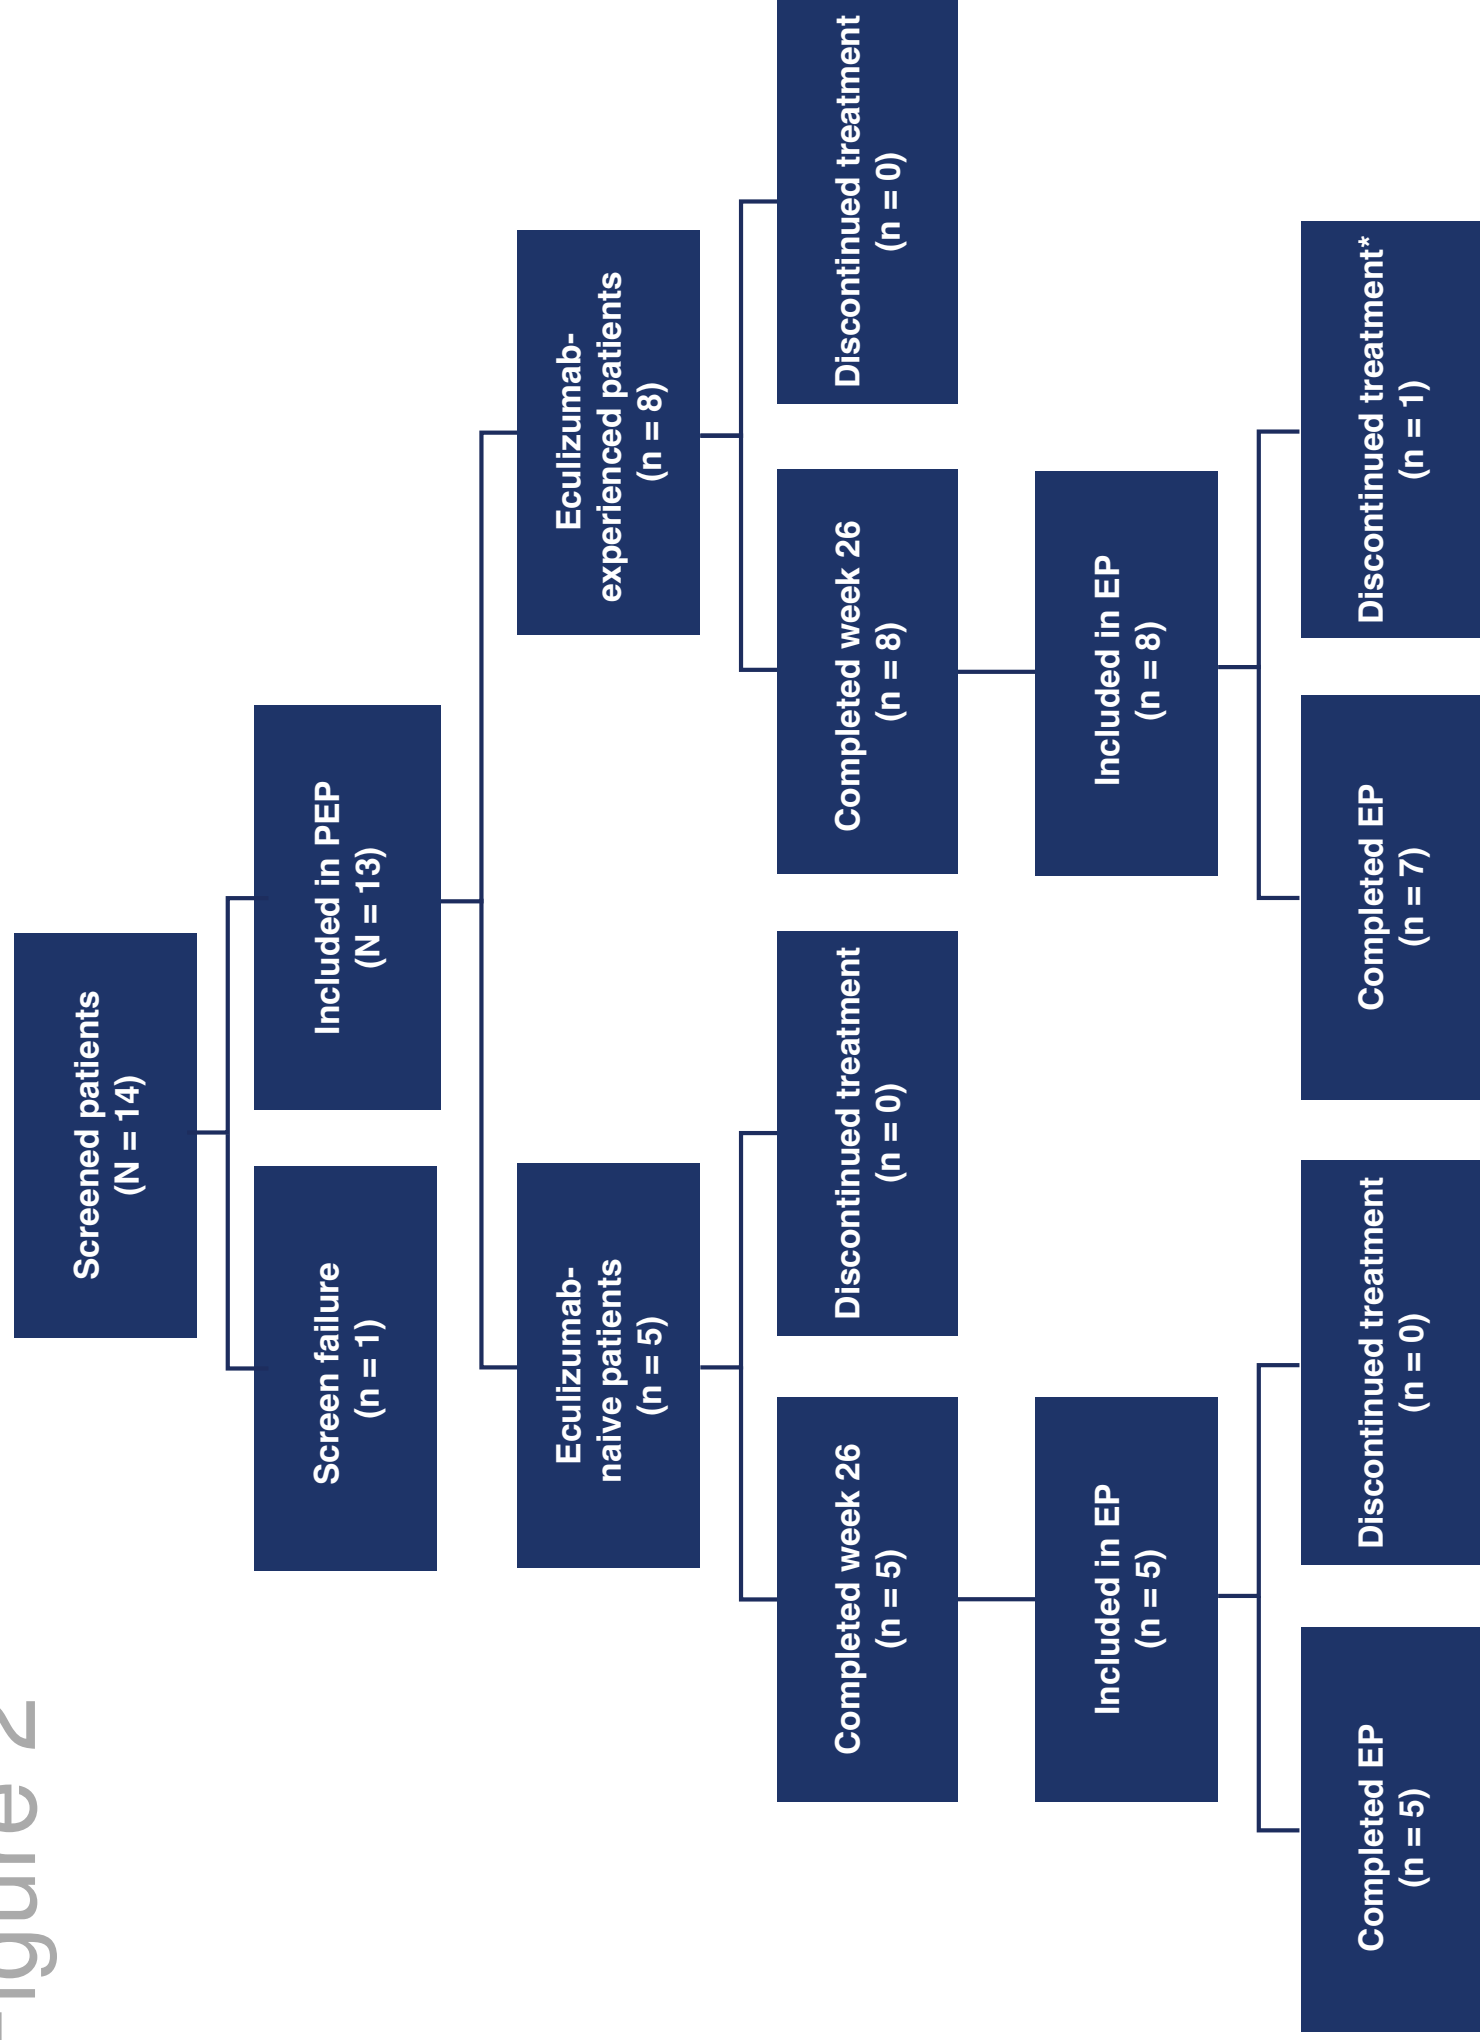 Figure 2
Screened patients
(N = 14)
Screen failure
(n = 1)
Included in PEP
(N = 13)
Eculizumab-
naive patients
(n = 5)
Eculizumab-
experienced patients
(n = 8)
Completed week 26
(n = 5)
Discontinued treatment
(n = 0)
Completed week 26
(n = 8)
Discontinued treatment
(n = 0)
Included in EP
(n = 5)
Included in EP
(n = 8)
Completed EP
(n = 5)
Discontinued treatment
(n = 0)
Completed EP
(n = 7)
Discontinued treatment*
(n = 1)